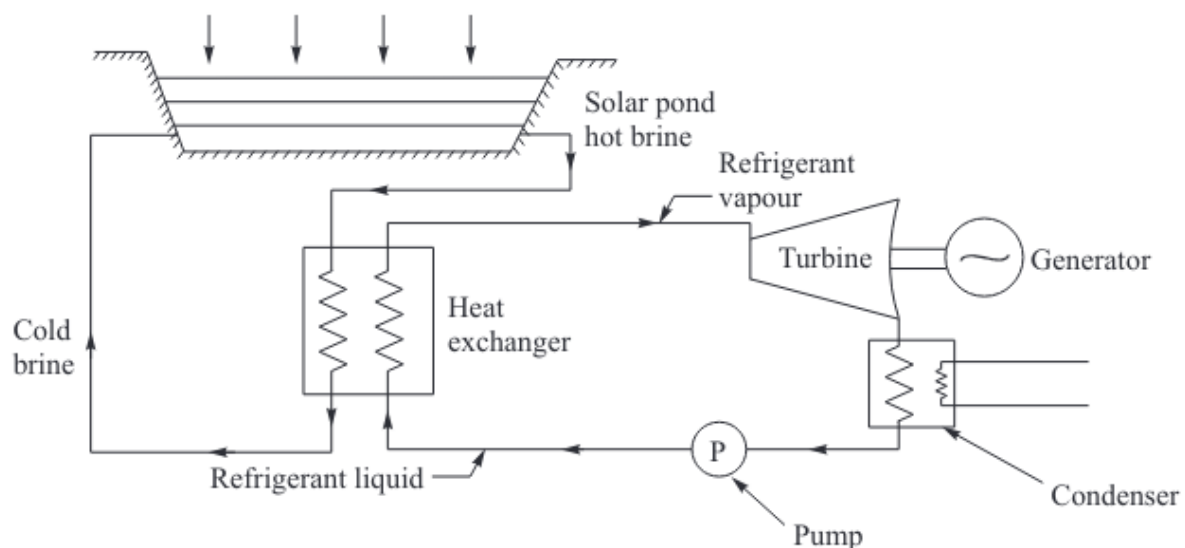 Solar pond
hot brine
Refrigerant
vapour
Turbine
Generator
Heat
exchanger
Cold
brine
P
Refrigerant liquid
Condenser
Pump